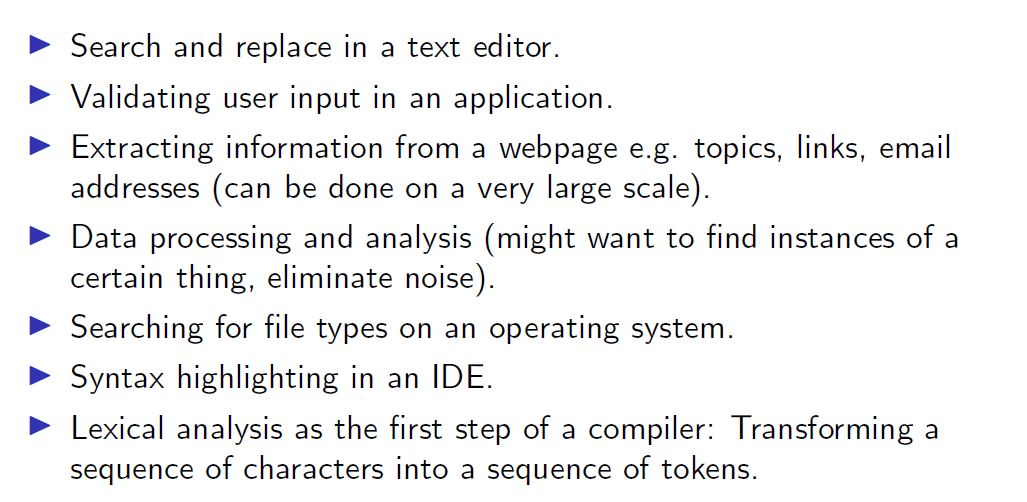 ▶ Search and replace in a text editor.
▶ Validating user input in an application.
▶ Extracting information from a webpage e.g. topics, links, email
addresses (can be done on a very large scale).
▶ Data processing and analysis (might want to find instances of a
certain thing, eliminate noise).
▶ Searching for file types on an operating system.
▶ Syntax highlighting in an IDE.
▶ Lexical analysis as the first step of a compiler: Transforming a
sequence of characters into a sequence of tokens.